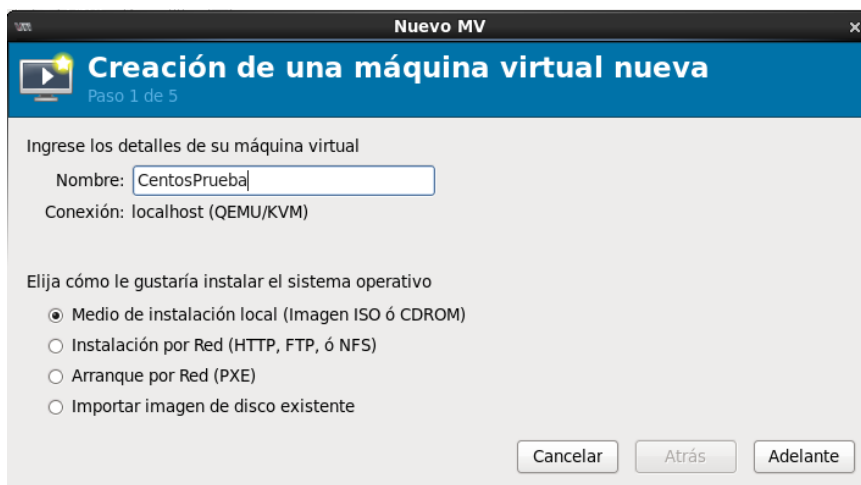 Nuevo MV
Creación de una máquina virtual nueva
Paso 1 de 5
Ingrese los detalles de su máquina virtual
Nombre: CentosPrueba
Conexión: localhost (QEMU/KVM)
Elija cómo le gustaría instalar el sistema operativo
Medio de instalación local (Imagen ISO ó CDROM)
Instalación por Red (HTTP, FTP, ó NFS)
Arranque por Red (PXE)
Importar imagen de disco existente
Cancelar Atrás Adelante